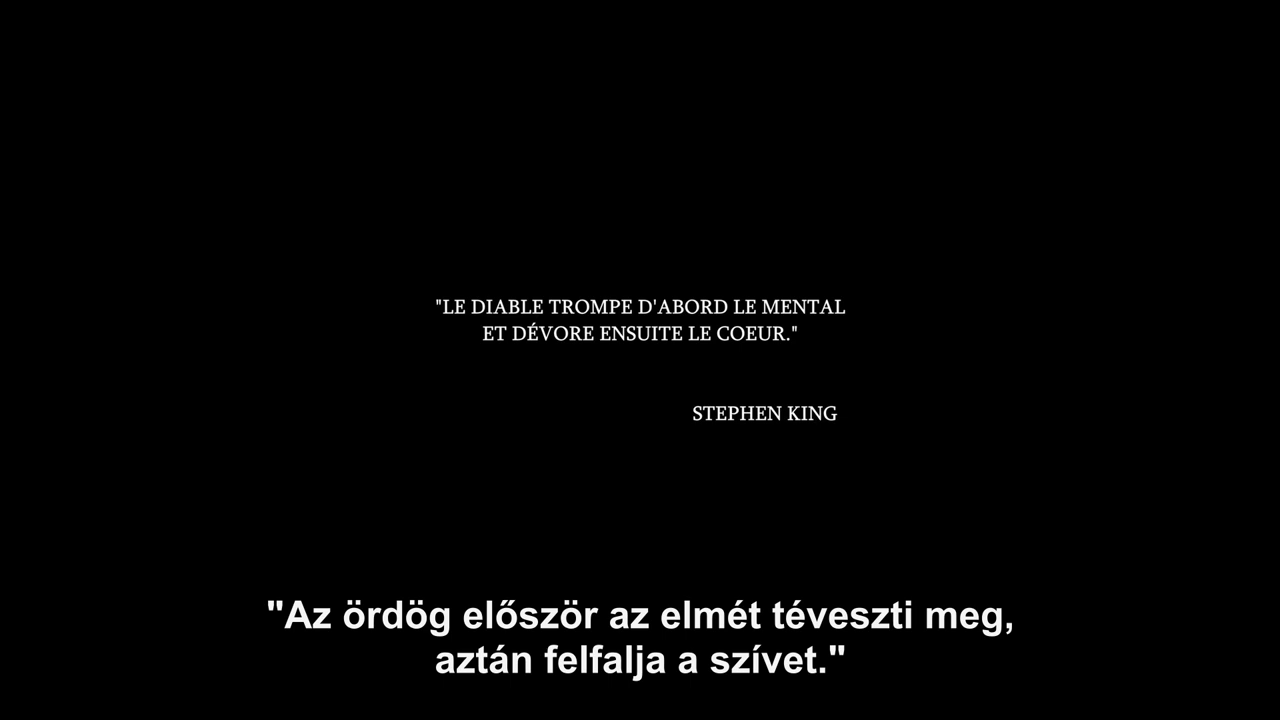 "LE DIABLE TROMPE D'ABORD LE MENTAL
ET DÉVORE ENSUITE LE COEUR."
STEPHEN KING
"Az ördög először az elmét téveszti meg,
aztán felfalja a szívet."